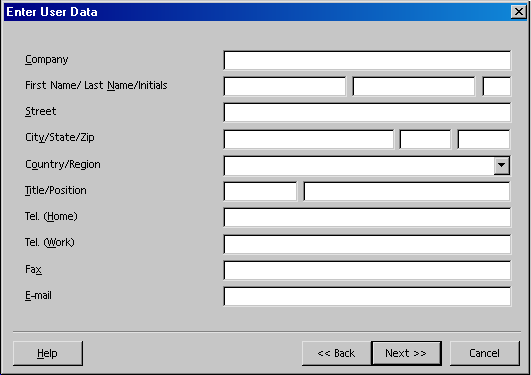 Enter User Data
Company
First Name/ Last Name/Initials
Street
City/State/Zip
Country/Region
Title/Position
Tel. (Home)
Tel. (Work)
Fax
E-mail
Help << Back Next >> Cancel